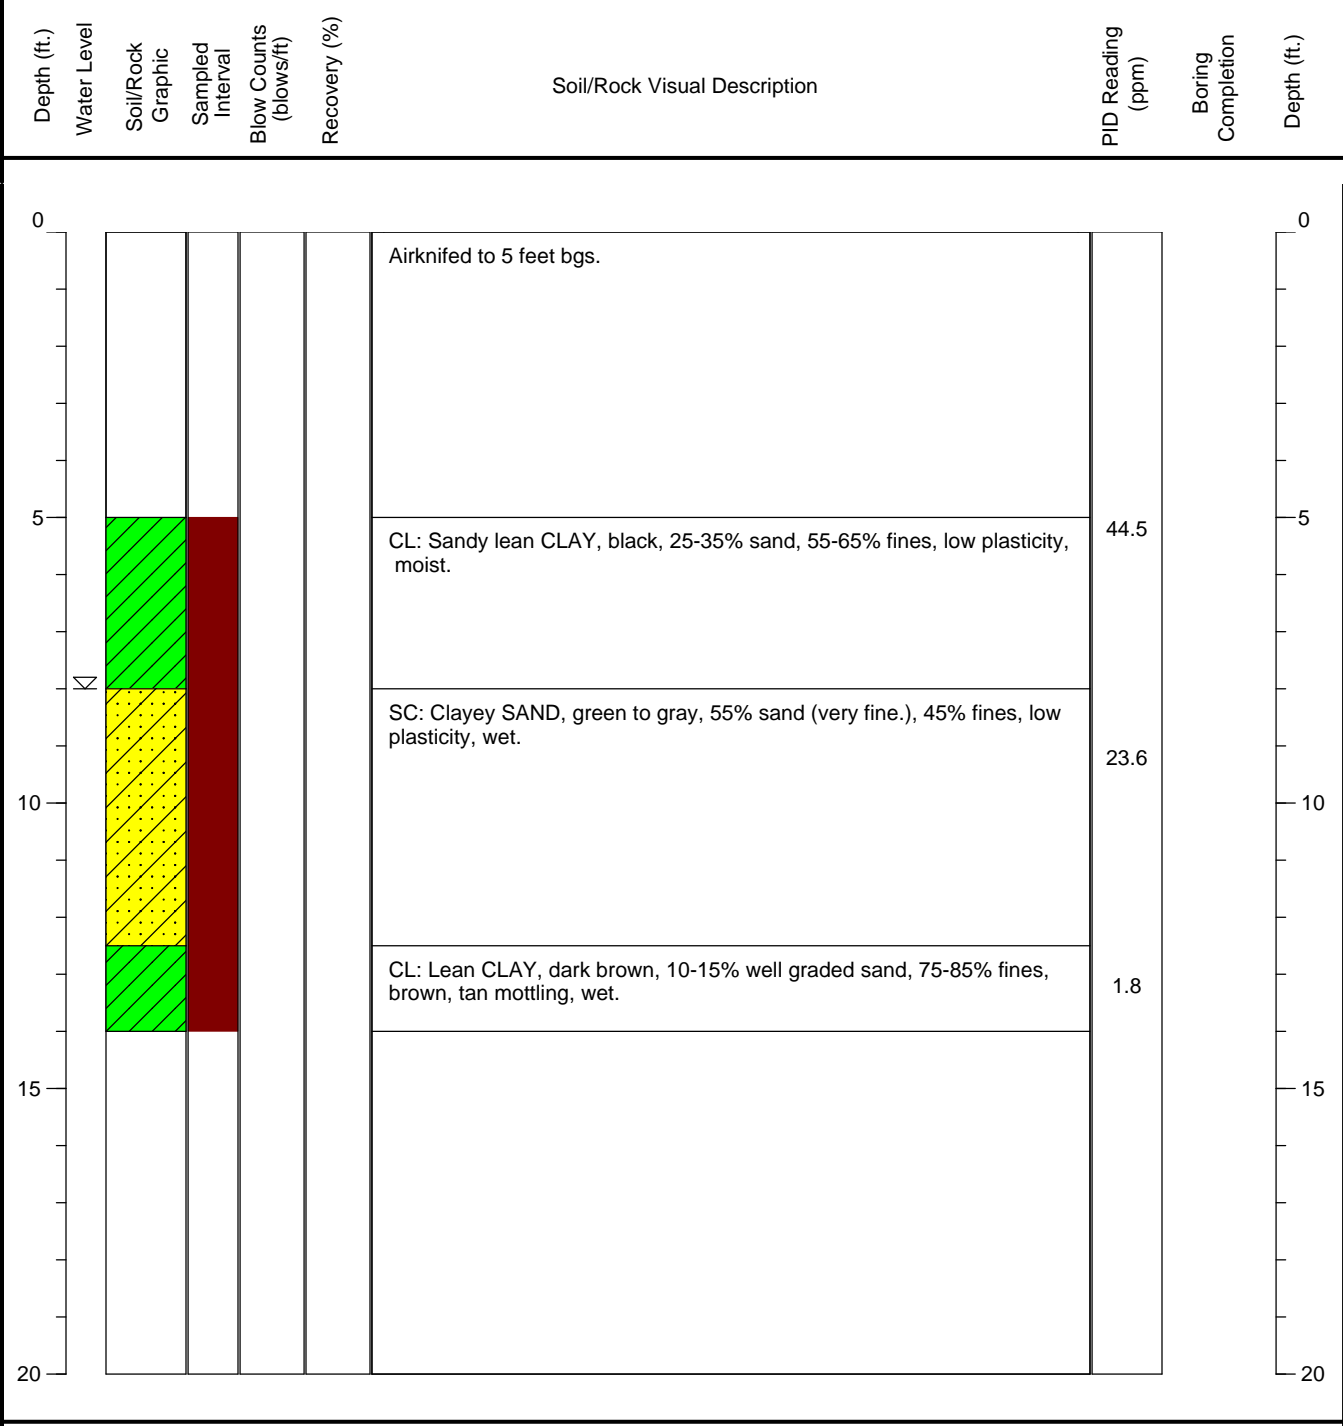 Depth (ft.)
Water Level
Soil/Rock
Graphic
Sampled
Interval
Blow Counts
(blows/ft)
Recovery (%)
Soil/Rock Visual Description
PID Reading
(ppm)
Boring
Completion
Depth (ft.)
0
0
Airknifed to 5 feet bgs.
5
44.5
5
CL: Sandy lean CLAY, black, 25-35% sand, 55-65% fines, low plasticity,
moist.
SC: Clayey SAND, green to gray, 55% sand (very fine.), 45% fines, low
plasticity, wet.
23.6
10
10
CL: Lean CLAY, dark brown, 10-15% well graded sand, 75-85% fines,
brown, tan mottling, wet.
1.8
15
15
20
20